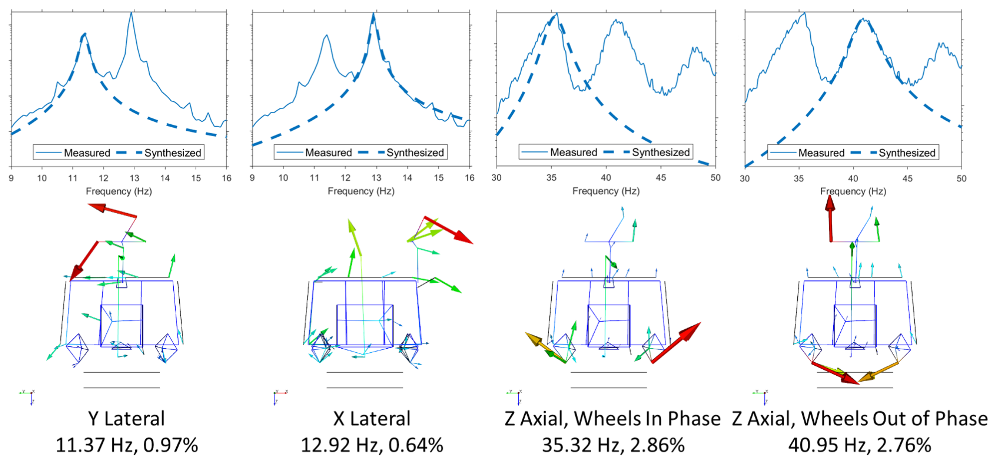 Measured Synthesized
9 10 11 12 13 14 15 16
Frequency (Hz)
Measured Synthesized
9 10 11 12 13 14 15 16
Frequency (Hz)
Measured Synthesized
30 35 40 45 50
Frequency (Hz)
Measured Synthesized
30 35 40 45 50
Frequency (Hz)
Y X
Z
Y X
Z
Y X
Z
Y X
Z
Y Lateral
11.37 Hz, 0.97%
X Lateral
12.92 Hz, 0.64%
Z Axial, Wheels In Phase
35.32 Hz, 2.86%
Z Axial, Wheels Out of Phase
40.95 Hz, 2.76%